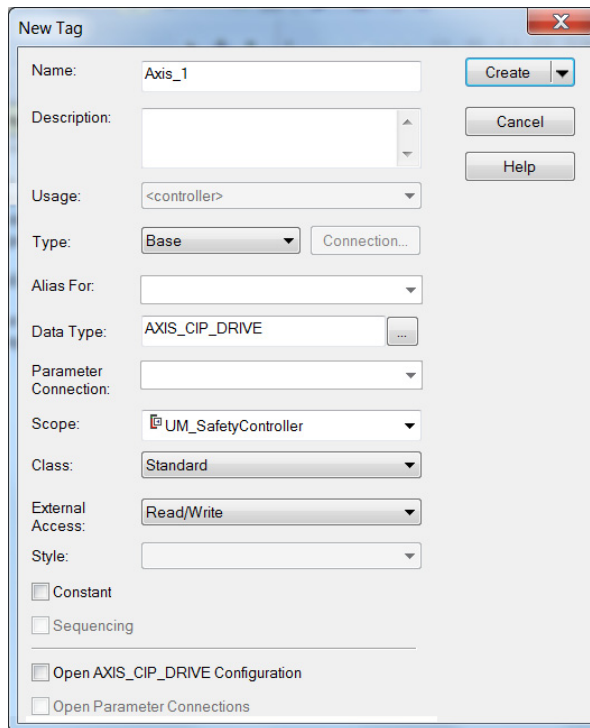 New Tag
Name:
Axis_1
Create
Description:
Cancel
Help
Usage:
<controller>
Type:
Base
Connection...
Alias For:
Data Type:
AXIS_CIP_DRIVE
...
Parameter
Connection:
Scope:
UM_SafetyController
Class:
Standard
External
Access:
Read/Write
Style:
Constant
Sequencing
Open AXIS_CIP_DRIVE Configuration
Open Parameter Connections